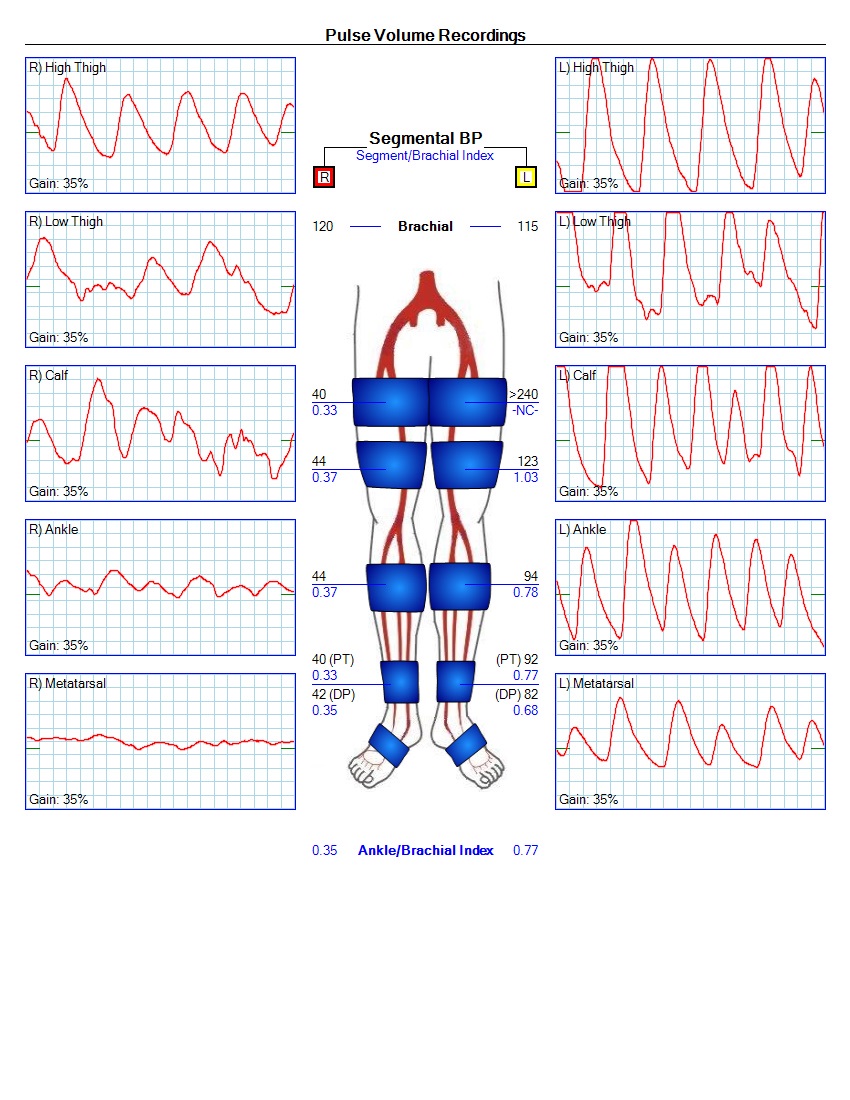 Pulse Volume Recordings
R) High Thigh
Gain: 35%
R) Low Thigh
Gain: 35%
R) Calf
Gain: 35%
R) Ankle
Gain: 35%
R) Metatarsal
Gain: 35%
Segmental BP
Segment/Brachial Index
R L
120 Brachial 115
40 >240
0.33 -NC-
44 123
0.37 1.03
44 94
0.37 0.78
40 (PT) (PT) 92
0.33 0.77
42 (DP) (DP) 82
0.35 0.68
0.35 Ankle/Brachial Index 0.77
L) High Thigh
Gain: 35%
L) Low Thigh
Gain: 35%
L) Calf
Gain: 35%
L) Ankle
Gain: 35%
L) Metatarsal
Gain: 35%